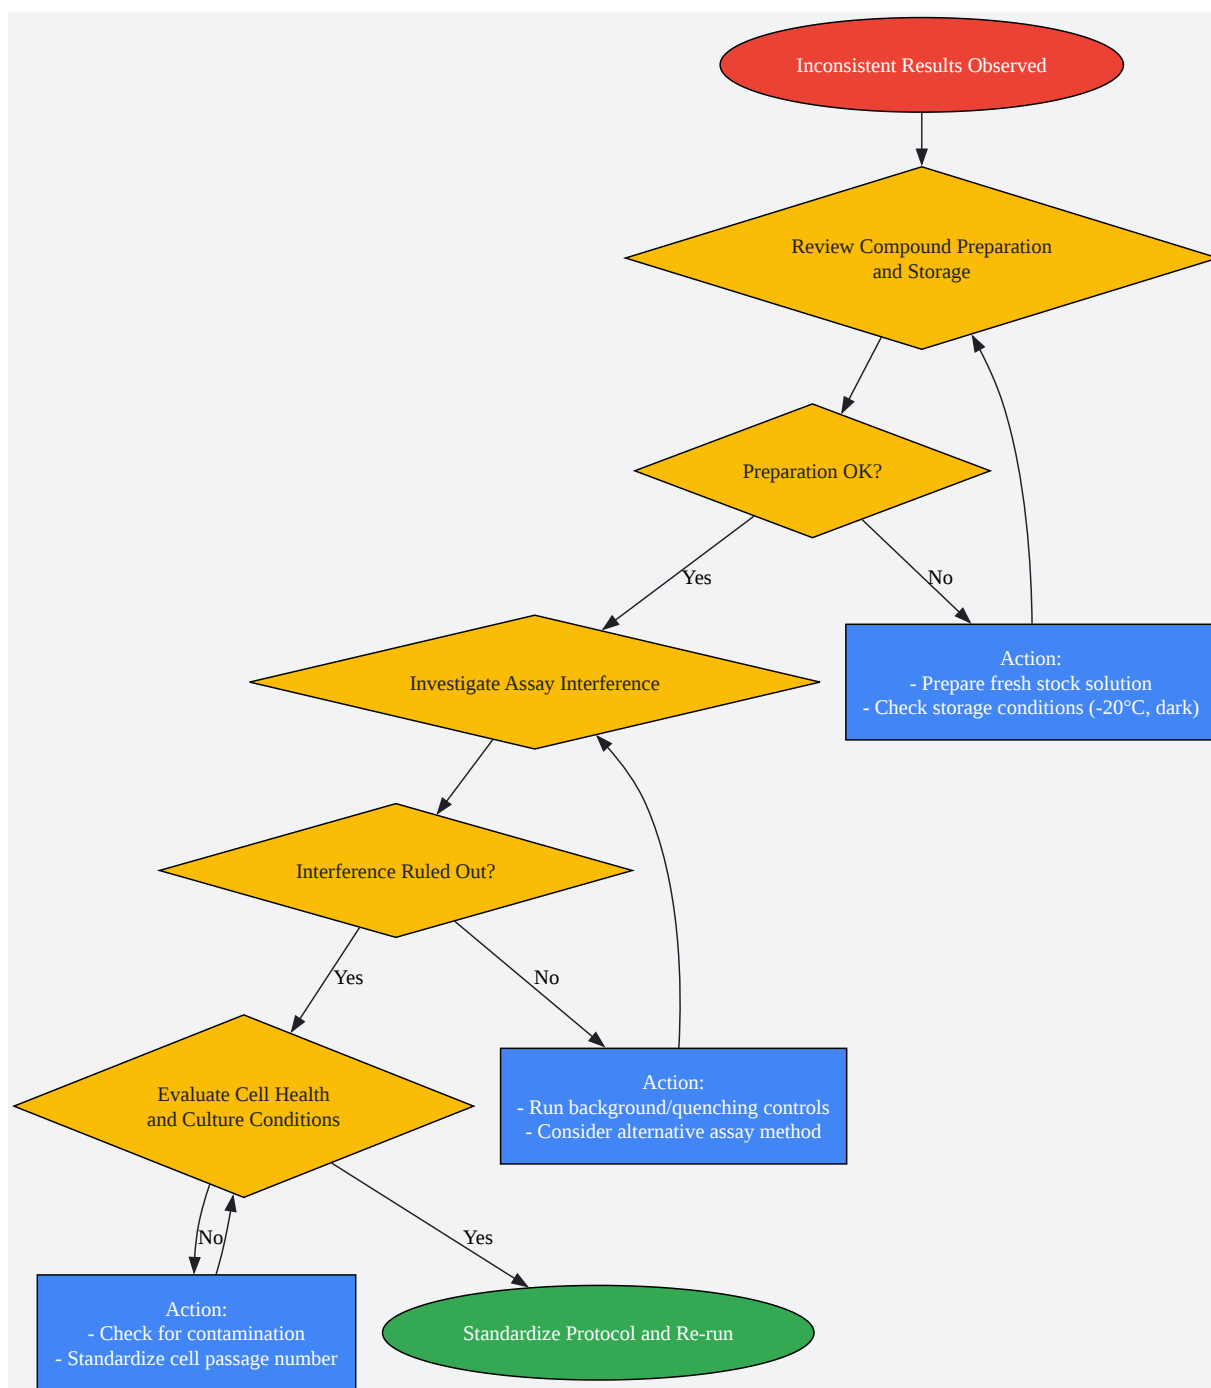 Inconsistent Results Observed
Review Compound Preparation
and Storage
Preparation OK?
Yes
No
Action:
- Prepare fresh stock solution
- Check storage conditions (-20°C, dark)
Investigate Assay Interference
Interference Ruled Out?
Yes
No
Action:
- Run background/quenching controls
- Consider alternative assay method
Evaluate Cell Health
and Culture Conditions
No
Yes
Action:
- Check for contamination
- Standardize cell passage number
Standardize Protocol and Re-run